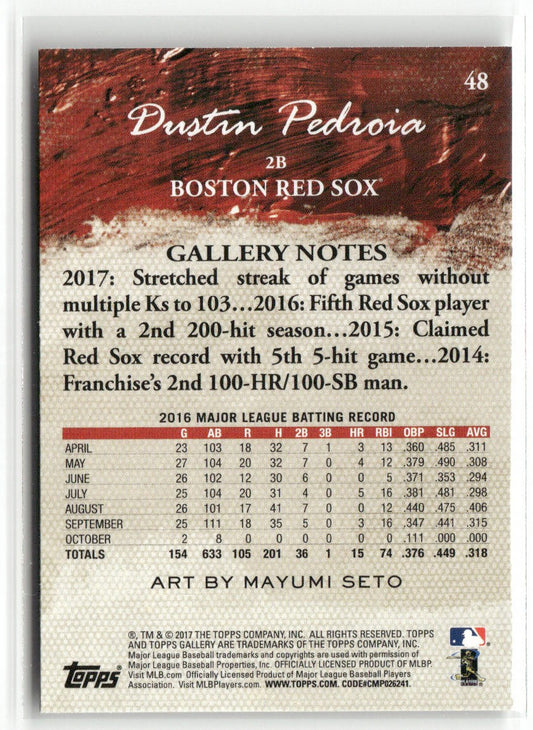 48
Dustin Pedroia
2B
BOSTON RED SOX®
GALLERY NOTES
2017: Stretched streak of games without
multiple Ks to 103…2016: Fifth Red Sox player
with a 2nd 200-hit season…2015: Claimed
Red Sox record with 5th 5-hit game…2014:
Franchise's 2nd 100-HR/100-SB man.
2016 MAJOR LEAGUE BATTING RECORD
G AB R H 2B 3B HR RBI OBP SLG AVG
APRIL 23 103 18 32 7 1 3 13 .360 .485 .311
MAY 27 104 20 32 7 0 4 12 .379 .490 .308
JUNE 26 102 12 30 6 0 0 5 .371 .353 .294
JULY 25 104 20 31 4 0 5 16 .381 .481 .298
AUGUST 26 101 17 41 7 0 0 12 .440 .475 .406
SEPTEMBER 25 111 18 35 5 0 3 16 .347 .441 .315
OCTOBER 2 8 0 0 0 0 0 0 .111 .000 .000
TOTALS 154 633 105 201 36 1 15 74 .376 .449 .318
ART BY MAYUMI SETO
®, TM & © 2017 THE TOPPS COMPANY, INC. ALL RIGHTS RESERVED. TOPPS
AND TOPPS GALLERY ARE TRADEMARKS OF THE TOPPS COMPANY, INC.
Major League Baseball trademarks and copyrights are used with permission of
Major League Baseball Properties, Inc. OFFICIALLY LICENSED PRODUCT OF MLBP.
Visit MLB.com Officially Licensed Product of Major League Baseball Players
Association. Visit MLBPlayers.com. WWW.TOPPS.COM. CODE#CMP026241.
Topps